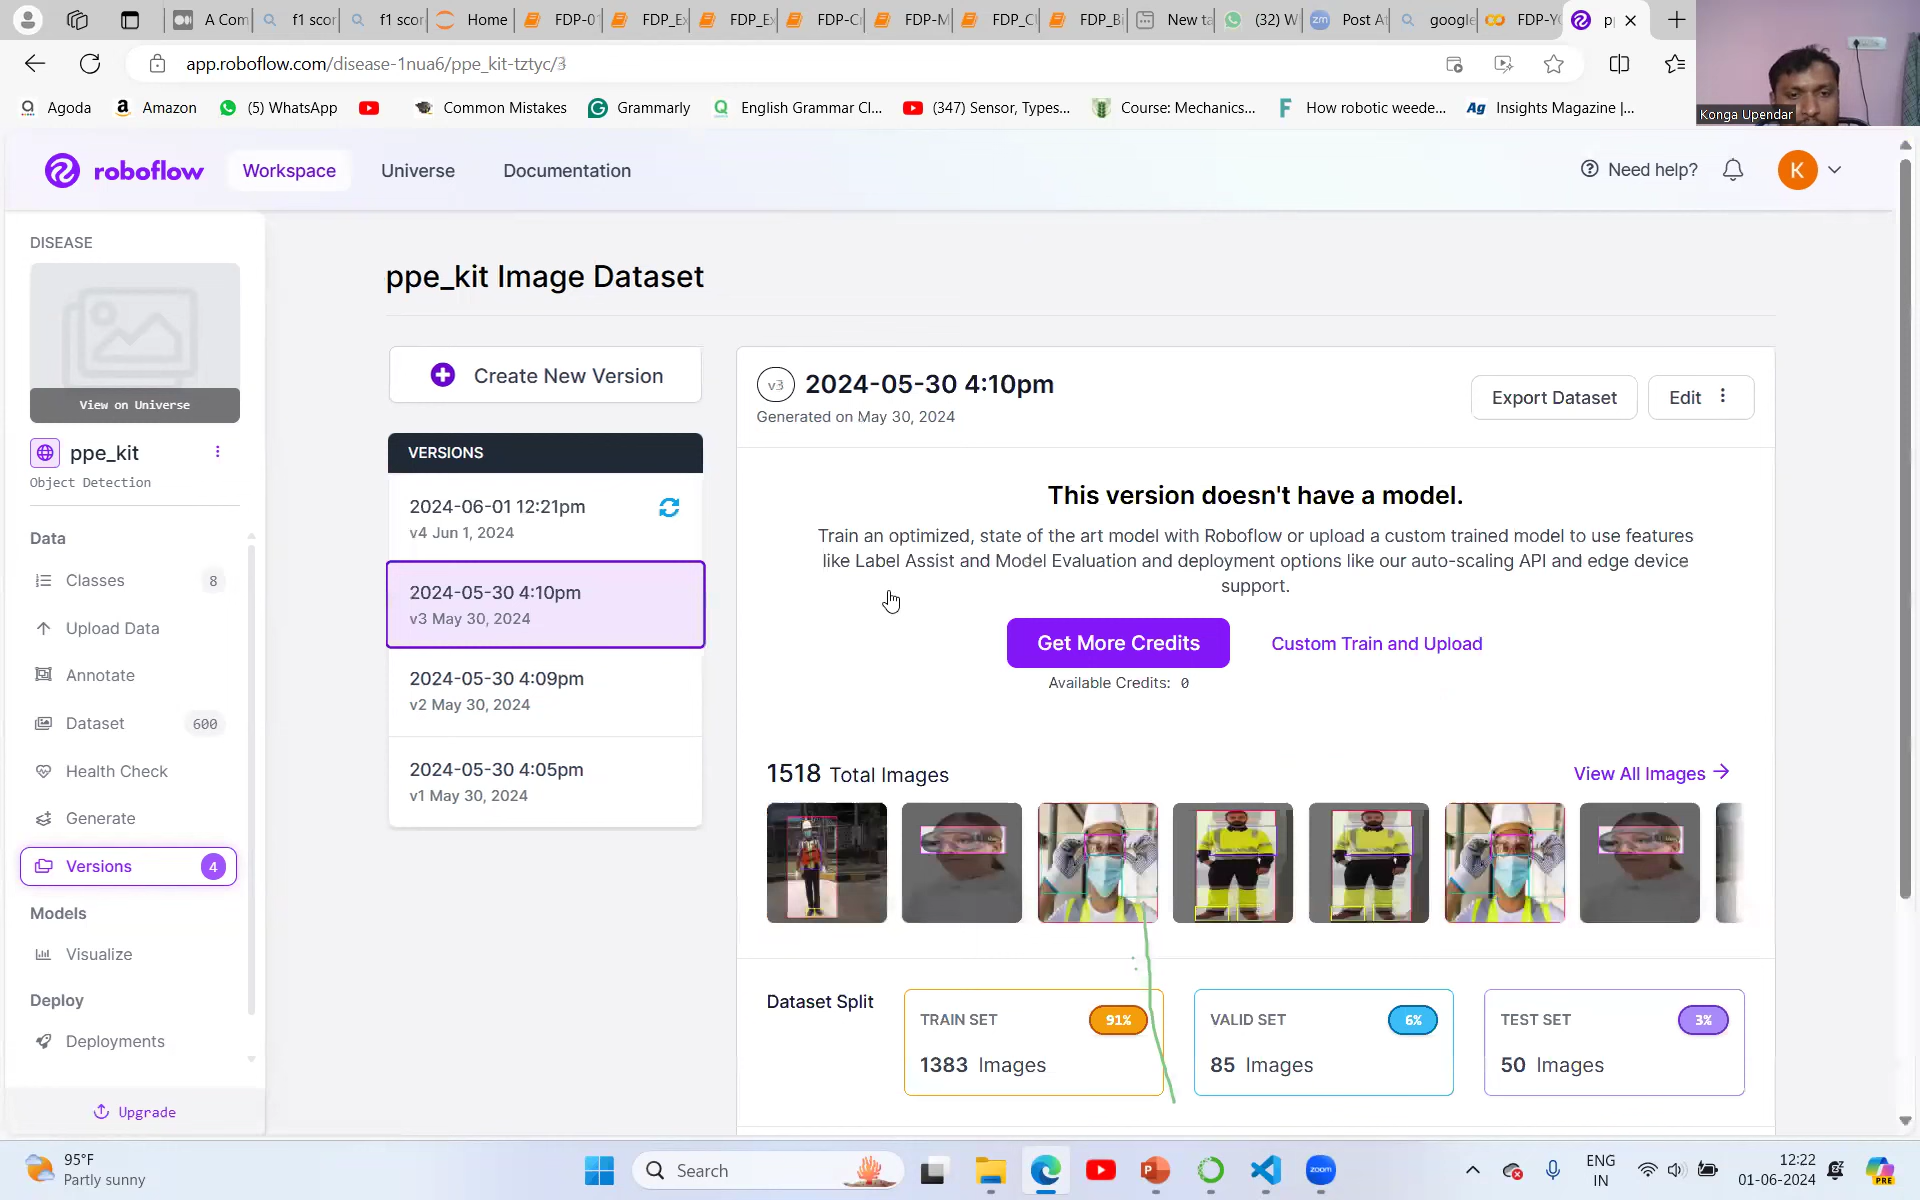 A Com
f1 scor
f1 scor
Home
FDP-01
FDP_Ex
FDP_Ex
FDP-Cr
FDP-M
FDP_Cl
FDP_Bi
New ta
(32) W
Post At
google
FDP-YO
app.roboflow.com/disease-1nua6/ppe_kit-tztyc/3
Agoda
Amazon
(5) WhatsApp
Common Mistakes
Grammarly
English Grammar Cl...
(347) Sensor, Types...
Course: Mechanics...
How robotic weede...
Ag Insights Magazine |...
Konga Upendar
roboflow
Workspace
Universe
Documentation
Need help?
K
DISEASE
View on Universe
ppe_kit
Object Detection
Data
Classes 8
Upload Data
Annotate
Dataset 600
Health Check
Generate
Versions 4
Models
Visualize
Deploy
Deployments
Upgrade
ppe_kit Image Dataset
Create New Version
VERSIONS
2024-06-01 12:21pm
v4 Jun 1, 2024
2024-05-30 4:10pm
v3 May 30, 2024
2024-05-30 4:09pm
v2 May 30, 2024
2024-05-30 4:05pm
v1 May 30, 2024
v3 2024-05-30 4:10pm
Generated on May 30, 2024
Export Dataset
Edit
This version doesn't have a model.
Train an optimized, state of the art model with Roboflow or upload a custom trained model to use features
like Label Assist and Model Evaluation and deployment options like our auto-scaling API and edge device
support.
Get More Credits
Custom Train and Upload
Available Credits: 0
1518 Total Images
View All Images
Dataset Split
TRAIN SET 91%
1383 Images
VALID SET 6%
85 Images
TEST SET 3%
50 Images
95°F
Partly sunny
Search
zoom
ENG
IN
12:22
01-06-2024
PRE